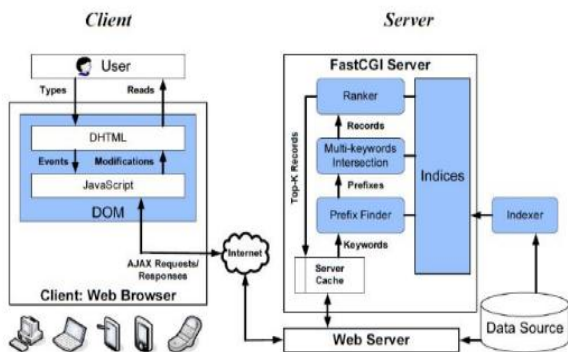 Client
Server
User
Types
Reads
DHTML
Events
Modifications
JavaScript
DOM
AJAX Requests/
Responses
Client: Web Browser
Internet
FastCGI Server
Ranker
Records
Multi-keywords
Intersection
Prefixes
Prefix Finder
Keywords
Top-K Records
Server
Cache
Indices
Indexer
Web Server
Data Source